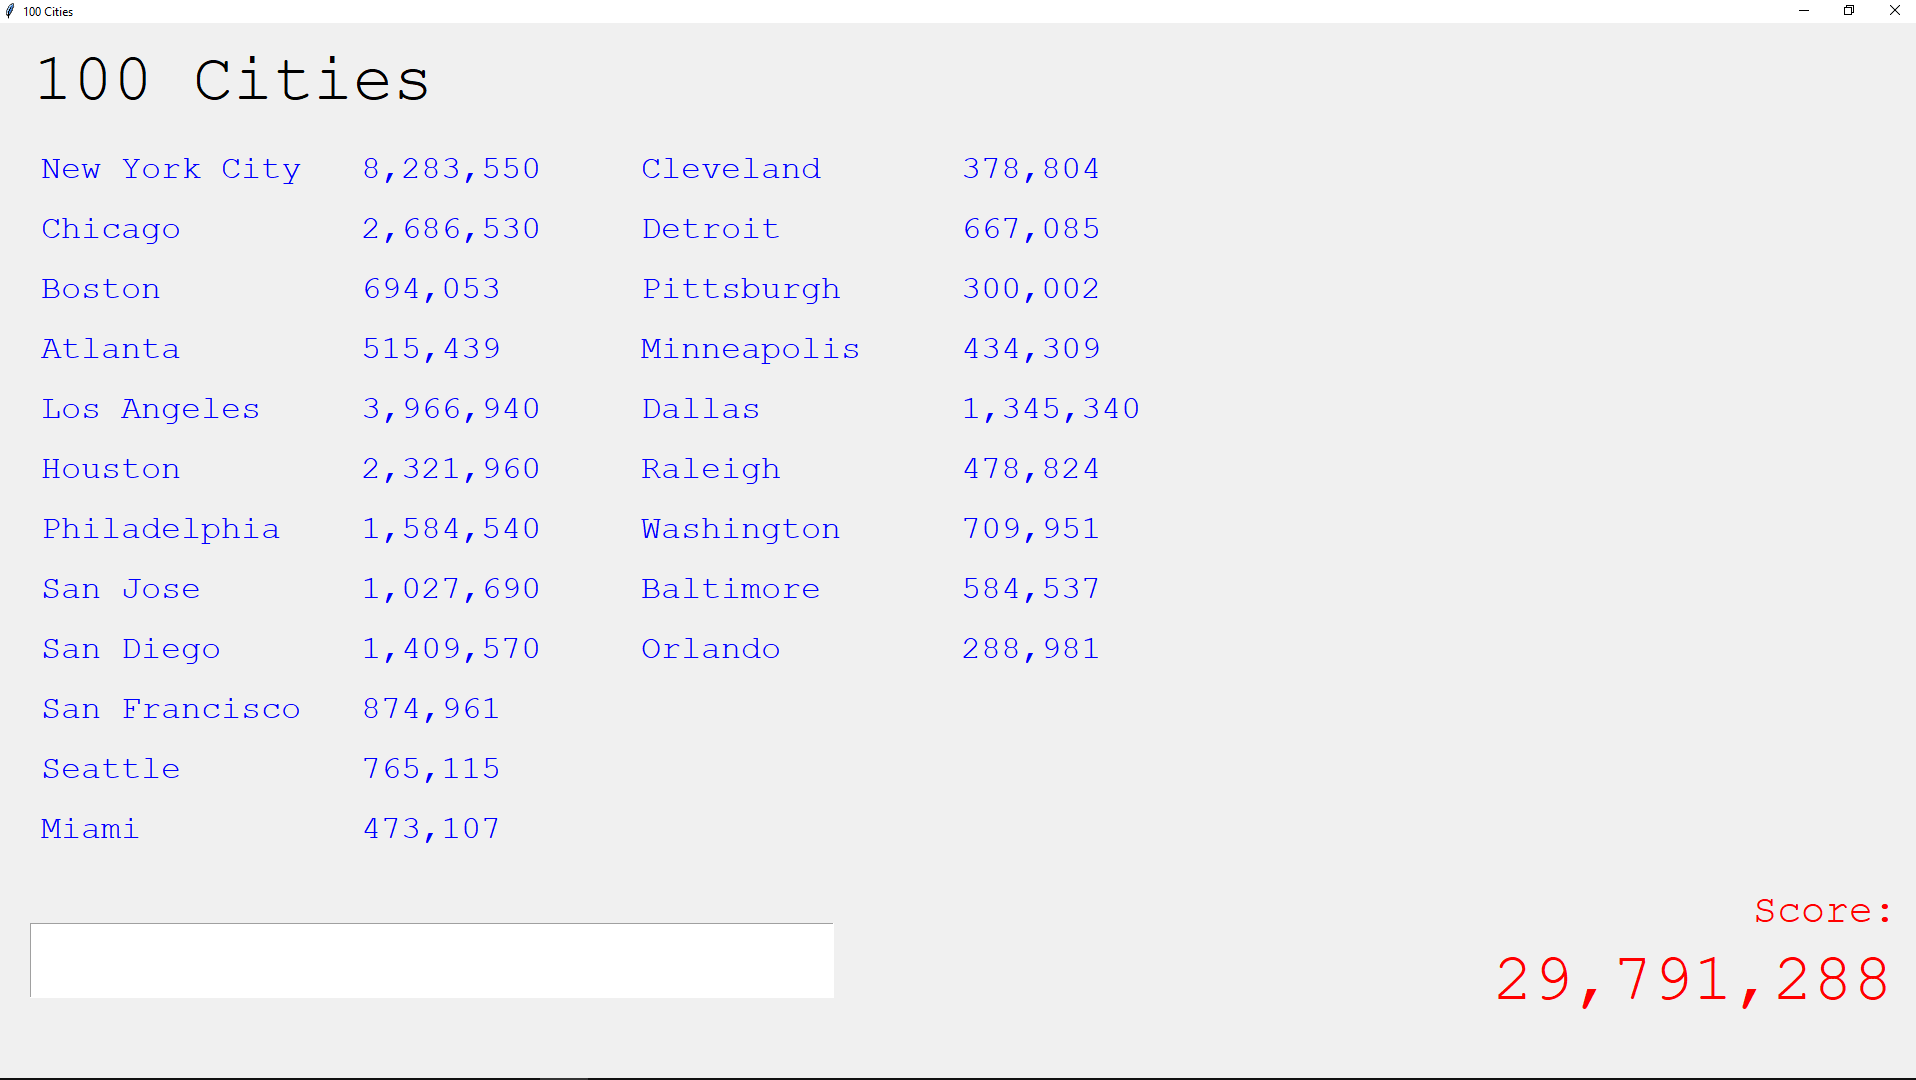 100 Cities
100 Cities
New York City 8,283,550 Cleveland 378,804
Chicago 2,686,530 Detroit 667,085
Boston 694,053 Pittsburgh 300,002
Atlanta 515,439 Minneapolis 434,309
Los Angeles 3,966,940 Dallas 1,345,340
Houston 2,321,960 Raleigh 478,824
Philadelphia 1,584,540 Washington 709,951
San Jose 1,027,690 Baltimore 584,537
San Diego 1,409,570 Orlando 288,981
San Francisco 874,961
Seattle 765,115
Miami 473,107
Score:
29,791,288